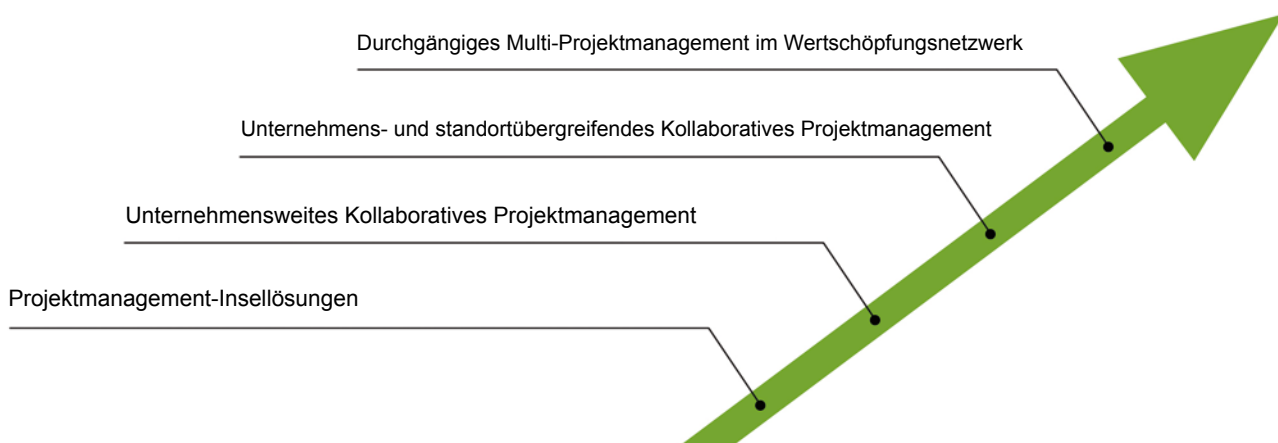 Durchgängiges Multi-Projektmanagement im Wertschöpfungsnetzwerk
Unternehmens- und standortübergreifendes Kollaboratives Projektmanagement
Unternehmensweites Kollaboratives Projektmanagement
Projektmanagement-Insellösungen